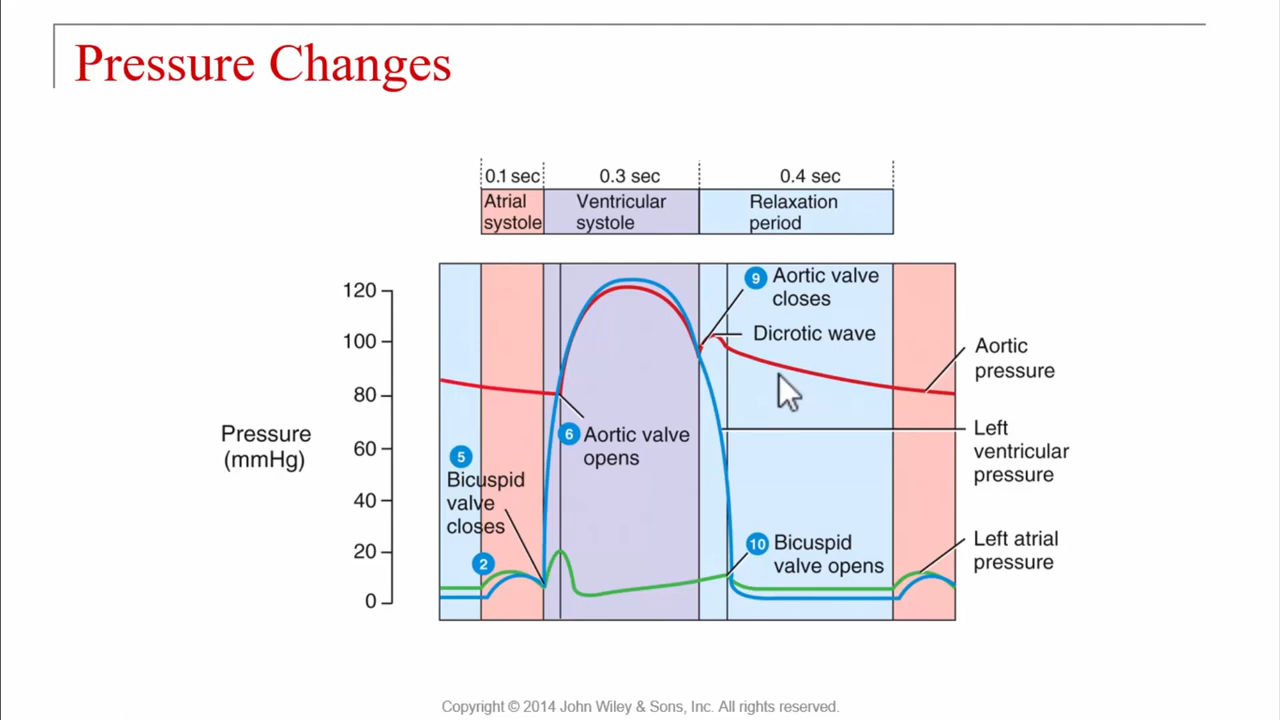 Pressure Changes
0.1 sec
0.3 sec
0.4 sec
Atrial
systole
Ventricular
systole
Relaxation
period
120
100
80
60
40
20
0
Pressure
(mmHg)
9 Aortic valve
closes
Dicrotic wave
Aortic
pressure
6 Aortic valve
opens
Left
ventricular
pressure
5
Bicuspid
valve
closes
2
10 Bicuspid
valve opens
Left atrial
pressure
Copyright © 2014 John Wiley & Sons, Inc. All rights reserved.